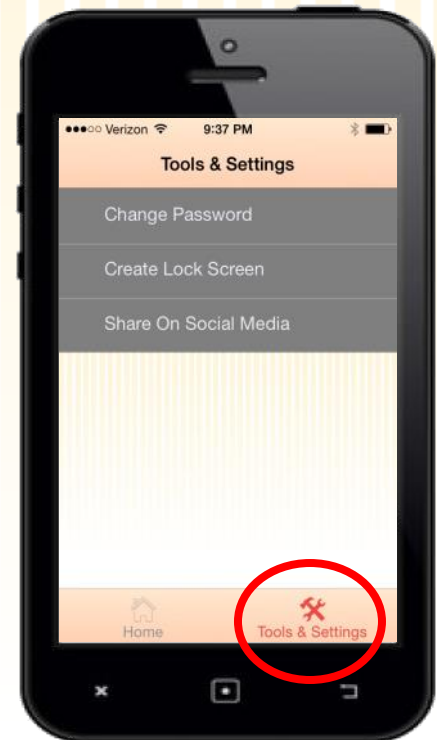 Verizon 9:37 PM
Tools & Settings
Change Password
Create Lock Screen
Share On Social Media
Home Tools & Settings